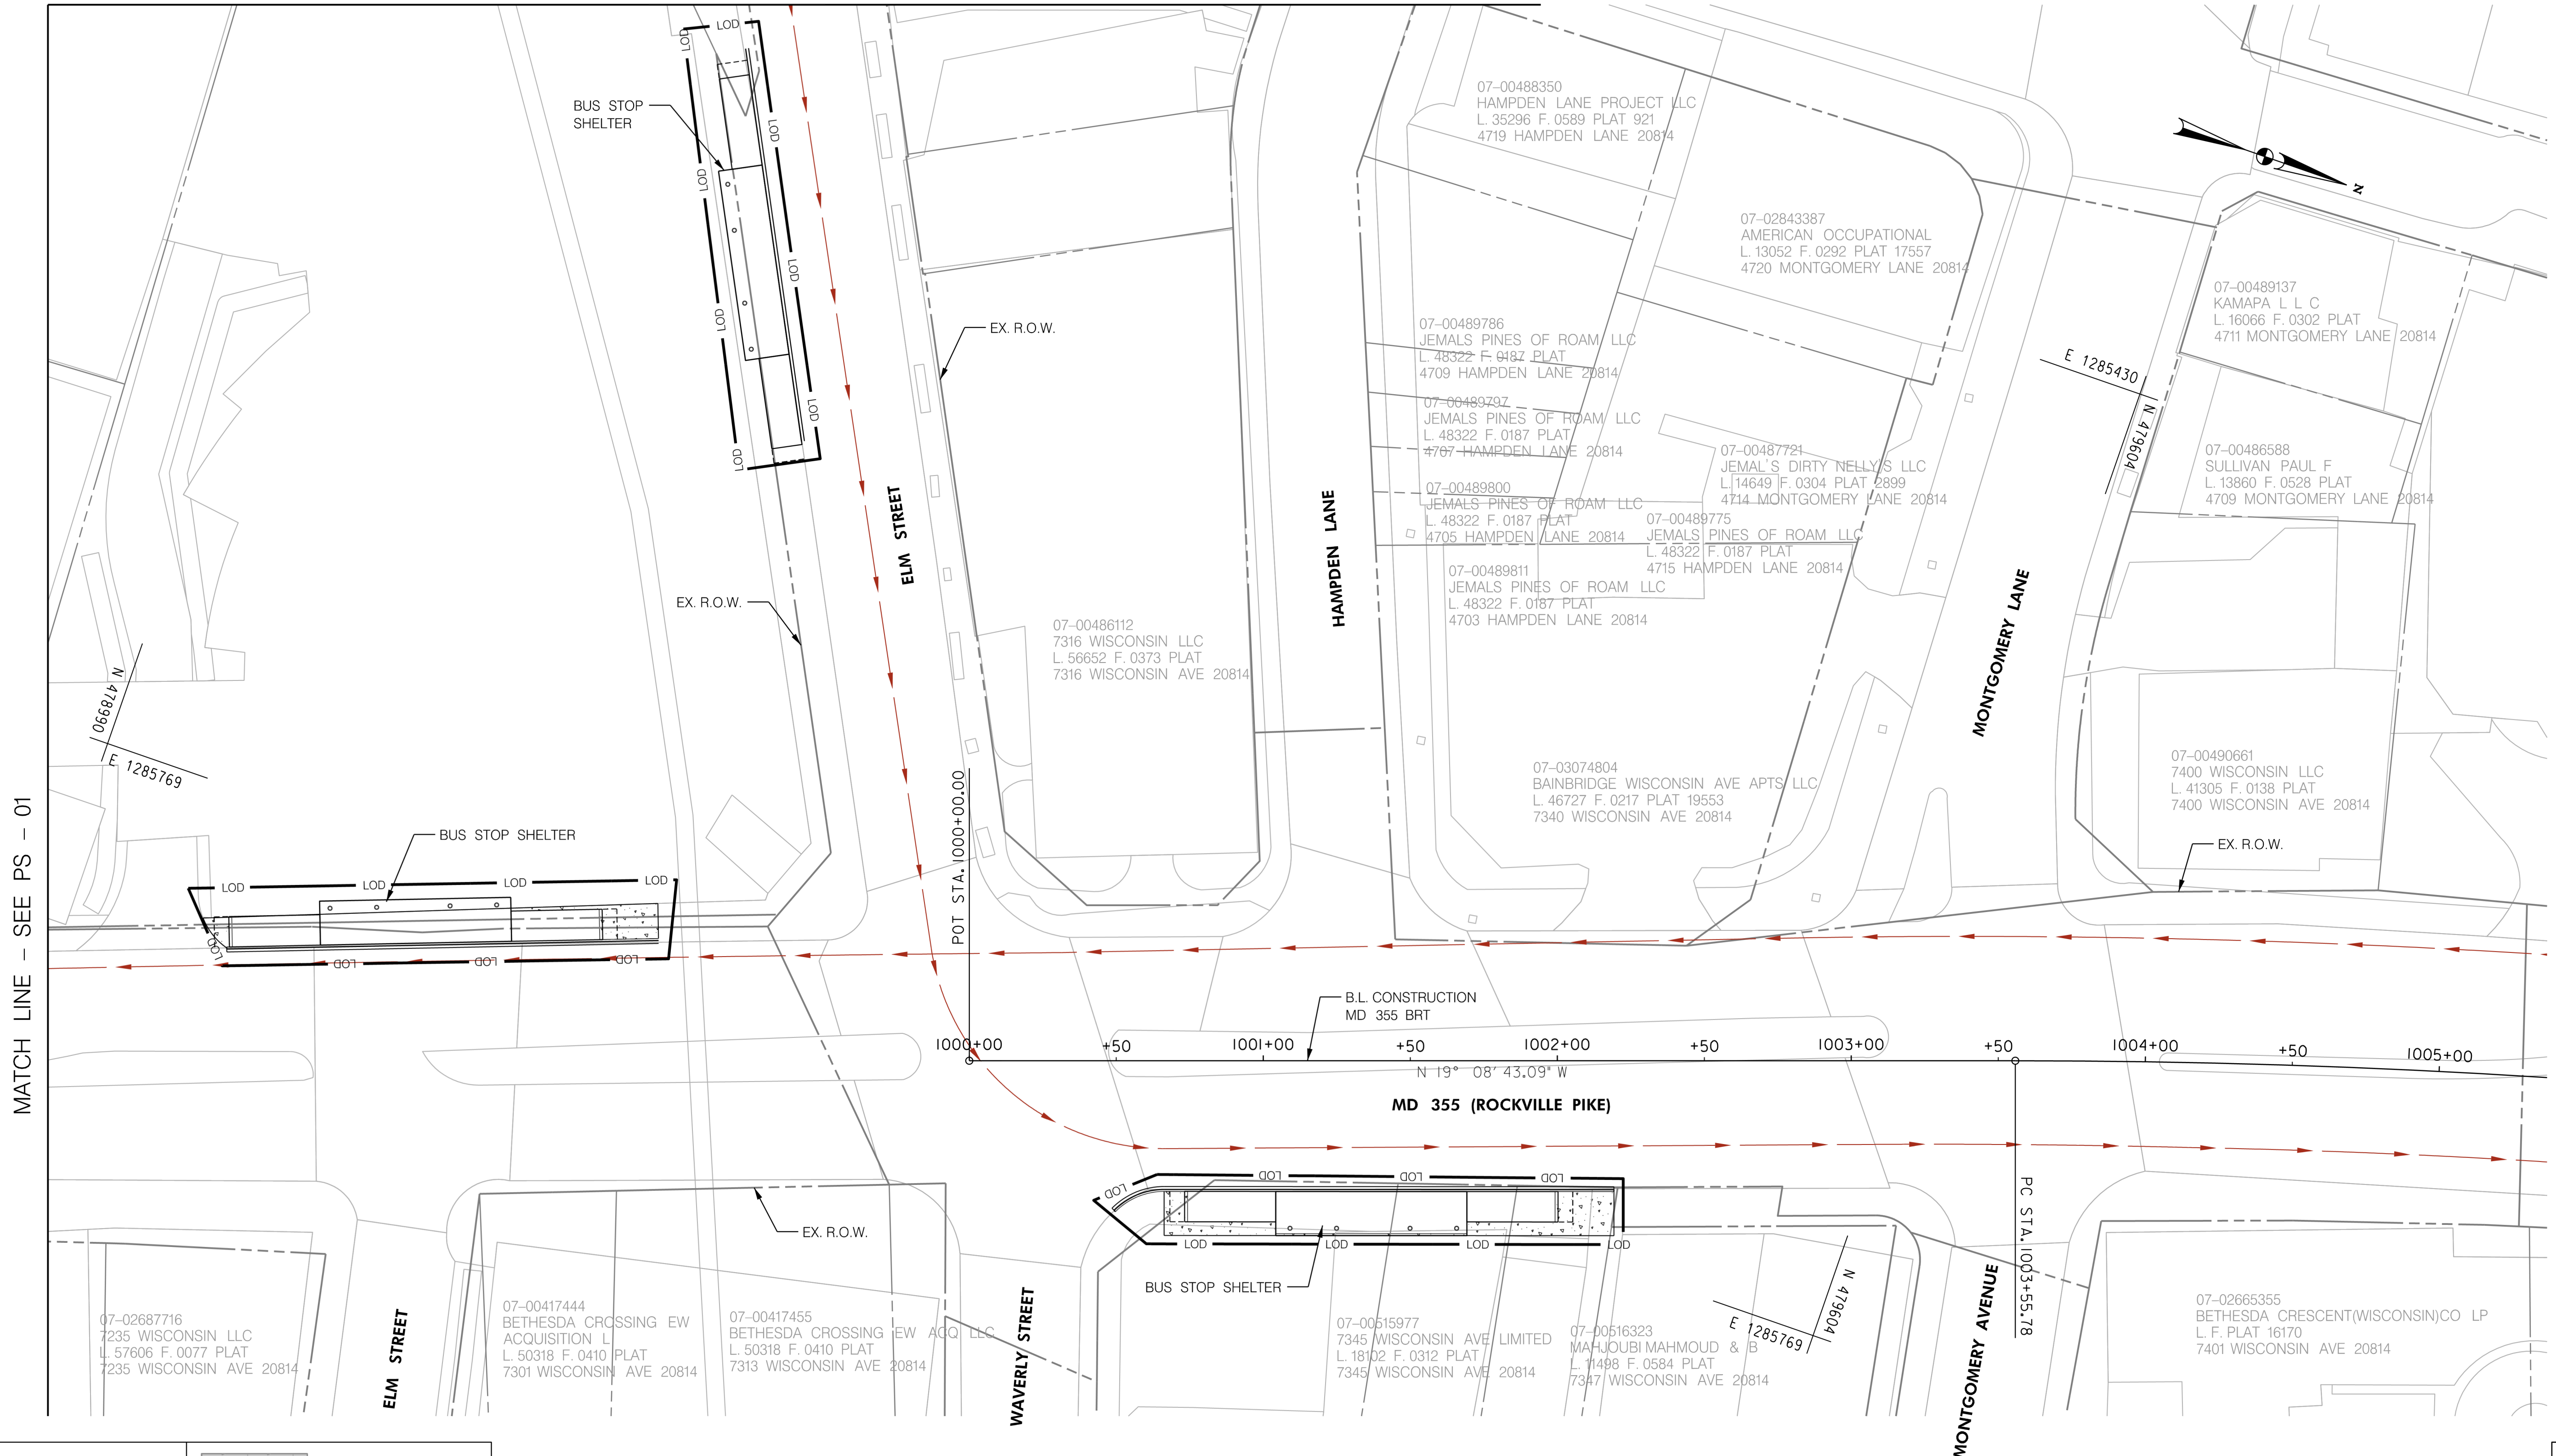 LOD
LOD
BUS STOP
SHELTER
LOD
LOD
LOD
LOD
LOD
LOD
LOD
EX. R.O.W.
ELM STREET
EX. R.O.W.
HAMPDEN LANE
07-00488350
HAMPDEN LANE PROJECT LLC
L. 35296 F. 0589 PLAT 921
4719 HAMPDEN LANE 20814
07-02843387
AMERICAN OCCUPATIONAL
L. 13052 F. 0292 PLAT 17557
4720 MONTGOMERY LANE 20814
N
07-00489137
KAMAPA L L C
L. 16066 F. 0302 PLAT
4711 MONTGOMERY LANE 20814
07-00489786
JEMALS PINES OF ROAM LLC
L. 48322 F. 0187 PLAT
4709 HAMPDEN LANE 20814
E 1285430
N 479604
07-00489797
JEMALS PINES OF ROAM LLC
L. 48322 F. 0187 PLAT
4707 HAMPDEN LANE 20814
07-00487721
JEMAL'S DIRTY NELLY'S LLC
L. 14649 F. 0304 PLAT 2899
4714 MONTGOMERY LANE 20814
07-00486588
SULLIVAN PAUL F
L. 13860 F. 0528 PLAT
4709 MONTGOMERY LANE 20814
07-00489800
JEMALS PINES OF ROAM LLC
L. 48322 F. 0187 PLAT
4705 HAMPDEN LANE 20814
07-00489775
JEMALS PINES OF ROAM LLC
L. 48322 F. 0187 PLAT
4715 HAMPDEN LANE 20814
07-00489811
JEMALS PINES OF ROAM LLC
L. 48322 F. 0187 PLAT
4703 HAMPDEN LANE 20814
MONTGOMERY LANE
07-00486112
7316 WISCONSIN LLC
L. 56652 F. 0373 PLAT
7316 WISCONSIN AVE 20814
N 478990
E 1285769
07-03074804
BAINBRIDGE WISCONSIN AVE APTS LLC
L. 46727 F. 0217 PLAT 19553
7340 WISCONSIN AVE 20814
07-00490661
7400 WISCONSIN LLC
L. 41305 F. 0138 PLAT
7400 WISCONSIN AVE 20814
EX. R.O.W.
MATCH LINE - SEE PS - 01
BUS STOP SHELTER
LOD
LOD
LOD
LOD
LOD
LOD
LOD
LOD
POT STA. 1000+00.00
B.L. CONSTRUCTION
MD 355 BRT
1000+00
+50
1001+00
+50
1002+00
+50
1003+00
+50
1004+00
+50
1005+00
N 19° 08' 43.09" W
MD 355 (ROCKVILLE PIKE)
PC STA. 1003+55.78
LOD
LOD
LOD
LOD
LOD
LOD
LOD
LOD
BUS STOP SHELTER
EX. R.O.W.
07-02687716
7235 WISCONSIN LLC
L. 57606 F. 0077 PLAT
7235 WISCONSIN AVE 20814
ELM STREET
07-00417444
BETHESDA CROSSING EW
ACQUISITION L
L. 50318 F. 0410 PLAT
7301 WISCONSIN AVE 20814
07-00417455
BETHESDA CROSSING EW ACQ LLC
L. 50318 F. 0410 PLAT
7313 WISCONSIN AVE 20814
WAVERLY STREET
07-00515977
7345 WISCONSIN AVE LIMITED
L. 18102 F. 0312 PLAT
7345 WISCONSIN AVE 20814
07-00516323
MAHJOUBI MAHMOUD & B
L. 11498 F. 0584 PLAT
7347 WISCONSIN AVE 20814
E 1285769
N 479604
MONTGOMERY AVENUE
07-02665355
BETHESDA CRESCENT(WISCONSIN)CO LP
L. F. PLAT 16170
7401 WISCONSIN AVE 20814